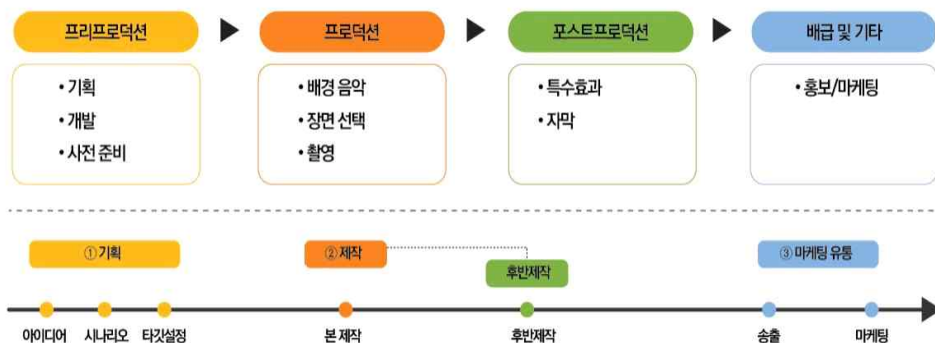 프리프로덕션
프로덕션
포스트프로덕션
배급 및 기타
• 기획
• 개발
• 사전 준비
• 배경 음악
• 장면 선택
• 촬영
• 특수효과
• 자막
• 홍보/마케팅
① 기획
② 제작
후반제작
③ 마케팅 유통
아이디어
시나리오
타깃설정
본 제작
후반제작
송출
마케팅